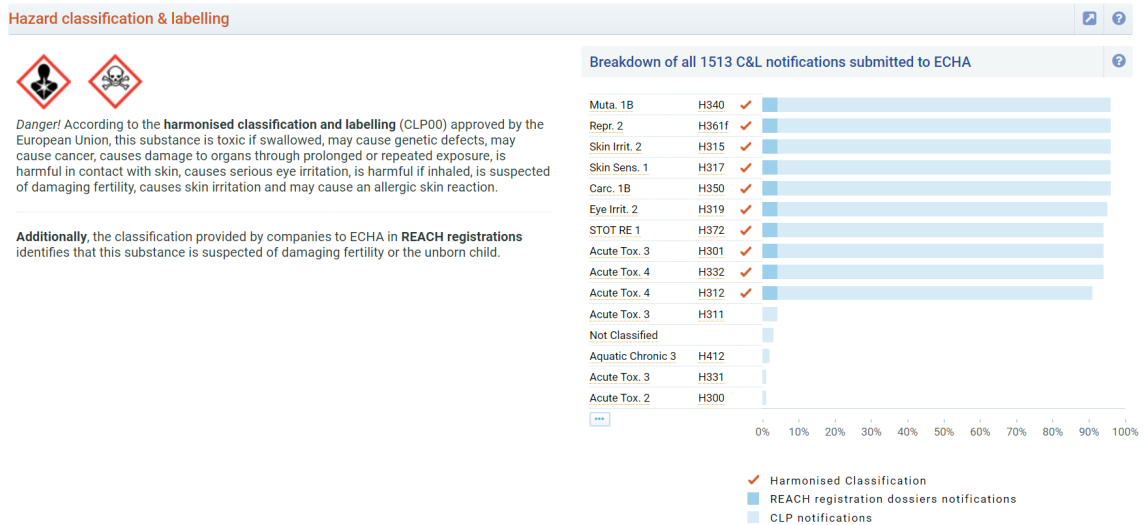 Hazard classification & labelling
Danger! According to the harmonised classification and labelling (CLP00) approved by the
European Union, this substance is toxic if swallowed, may cause genetic defects, may
cause cancer, causes damage to organs through prolonged or repeated exposure, is
harmful in contact with skin, causes serious eye irritation, is harmful if inhaled, is suspected
of damaging fertility, causes skin irritation and may cause an allergic skin reaction.
Additionally, the classification provided by companies to ECHA in REACH registrations
identifies that this substance is suspected of damaging fertility or the unborn child.
Breakdown of all 1513 C&L notifications submitted to ECHA
Muta. 1B H340
Repr. 2 H361f
Skin Irrit. 2 H315
Skin Sens. 1 H317
Carc. 1B H350
Eye Irrit. 2 H319
STOT RE 1 H372
Acute Tox. 3 H301
Acute Tox. 4 H332
Acute Tox. 4 H312
Acute Tox. 3 H311
Not Classified
Aquatic Chronic 3 H412
Acute Tox. 3 H331
Acute Tox. 2 H300
0% 10% 20% 30% 40% 50% 60% 70% 80% 90% 100%
Harmonised Classification
REACH registration dossiers notifications
CLP notifications